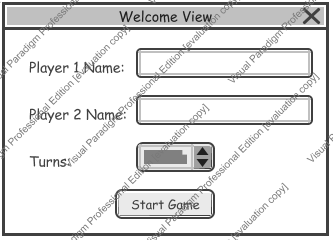 Welcome View
Player 1 Name:
Player 2 Name:
Turns:
Start Game
Visual Paradigm Professional Edition [evaluation copy]